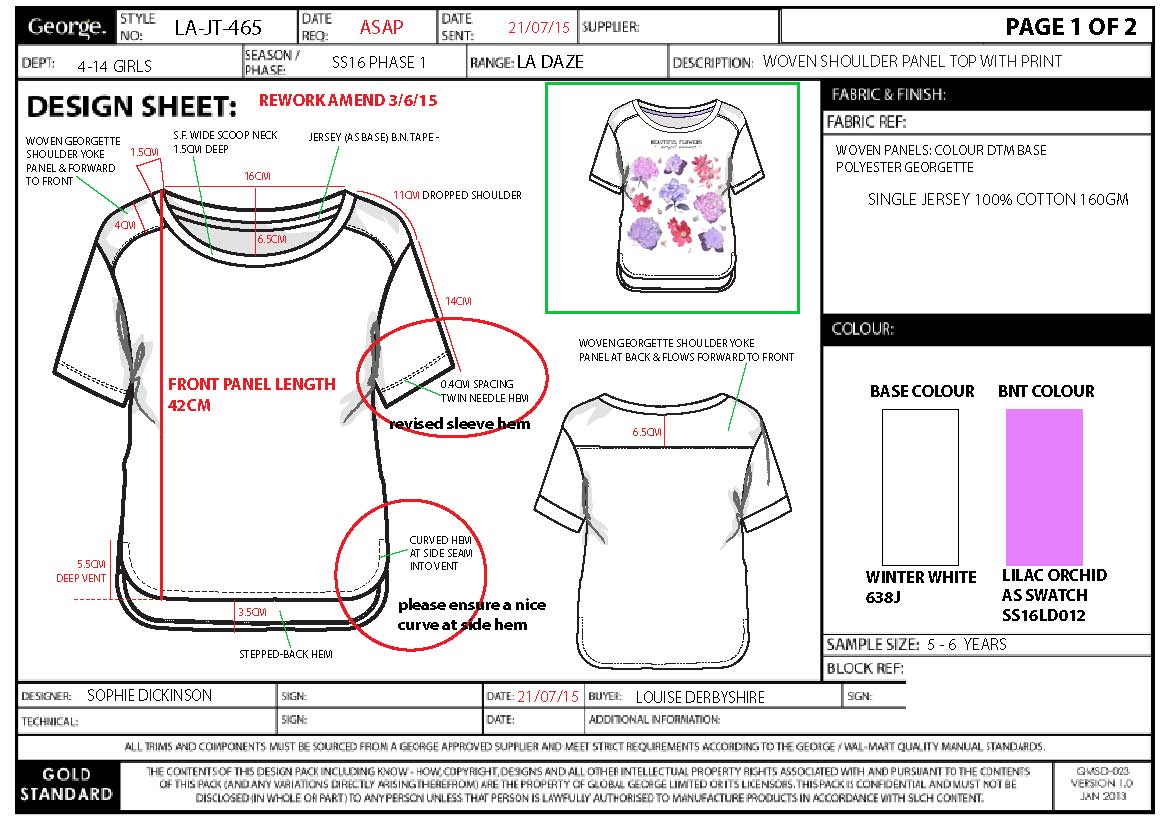 George.
STYLE NO: LA-JT-465
DATE REQ: ASAP
DATE SENT: 21/07/15
SUPPLIER:
PAGE 1 OF 2
DEPT: 4-14 GIRLS
SEASON / PHASE: SS16 PHASE 1
RANGE: LA DAZE
DESCRIPTION: WOVEN SHOULDER PANEL TOP WITH PRINT
DESIGN SHEET:
REWORK AMEND 3/6/15
WOVEN GEORGETTE
SHOULDER YOKE
PANEL & FORWARD
TO FRONT
1.5CM
S.F. WIDE SCOOP NECK
1.5CM DEEP
JERSEY (AS BASE) B.N. TAPE -
16CM
11CM DROPPED SHOULDER
4CM
6.5CM
14CM
FRONT PANEL LENGTH
42CM
0.4CM SPACING
TWIN NEEDLE HEM
revised sleeve hem
CURVED HEM
AT SIDE SEAM
INTO VENT
5.5CM
DEEP VENT
please ensure a nice
curve at side hem
3.5CM
STEPPED-BACK HEM
BEAUTIFUL FLOWERS
WOVEN GEORGETTE SHOULDER YOKE
PANEL AT BACK & FLOWS FORWARD TO FRONT
6.5CM
FABRIC & FINISH:
FABRIC REF:
WOVEN PANELS: COLOUR DTM BASE
POLYESTER GEORGETTE
SINGLE JERSEY 100% COTTON 160GM
COLOUR:
BASE COLOUR
BNT COLOUR
WINTER WHITE
638J
LILAC ORCHID
AS SWATCH
SS16LD012
SAMPLE SIZE: 5 - 6 YEARS
BLOCK REF:
DESIGNER: SOPHIE DICKINSON
SIGN:
DATE: 21/07/15
BUYER: LOUISE DERBYSHIRE
SIGN:
TECHNICAL:
SIGN:
DATE:
ADDITIONAL INFORMATION:
ALL TRIMS AND COMPONENTS MUST BE SOURCED FROM A GEORGE APPROVED SUPPLIER AND MEET STRICT REQUIREMENTS ACCORDING TO THE GEORGE / WAL-MART QUALITY MANUAL STANDARDS.
GOLD
STANDARD
THE CONTENTS OF THIS DESIGN PACK INCLUDING KNOW - HOW, COPYRIGHT, DESIGNS AND ALL OTHER INTELLECTUAL PROPERTY RIGHTS ASSOCIATED WITH AND PURSUANT TO THE CONTENTS
OF THIS PACK (AND ANY VARIATIONS DIRECTLY ARISING THEREFROM) ARE THE PROPERTY OF GLOBAL GEORGE LIMITED OR ITS LICENSORS. THIS PACK IS CONFIDENTIAL AND MUST NOT BE
DISCLOSED (IN WHOLE OR PART) TO ANY PERSON UNLESS THAT PERSON IS LAWFULLY AUTHORISED TO MANUFACTURE PRODUCTS IN ACCORDANCE WITH SUCH CONTENT.
QMSD-023
VERSION 1.0
JAN 2013